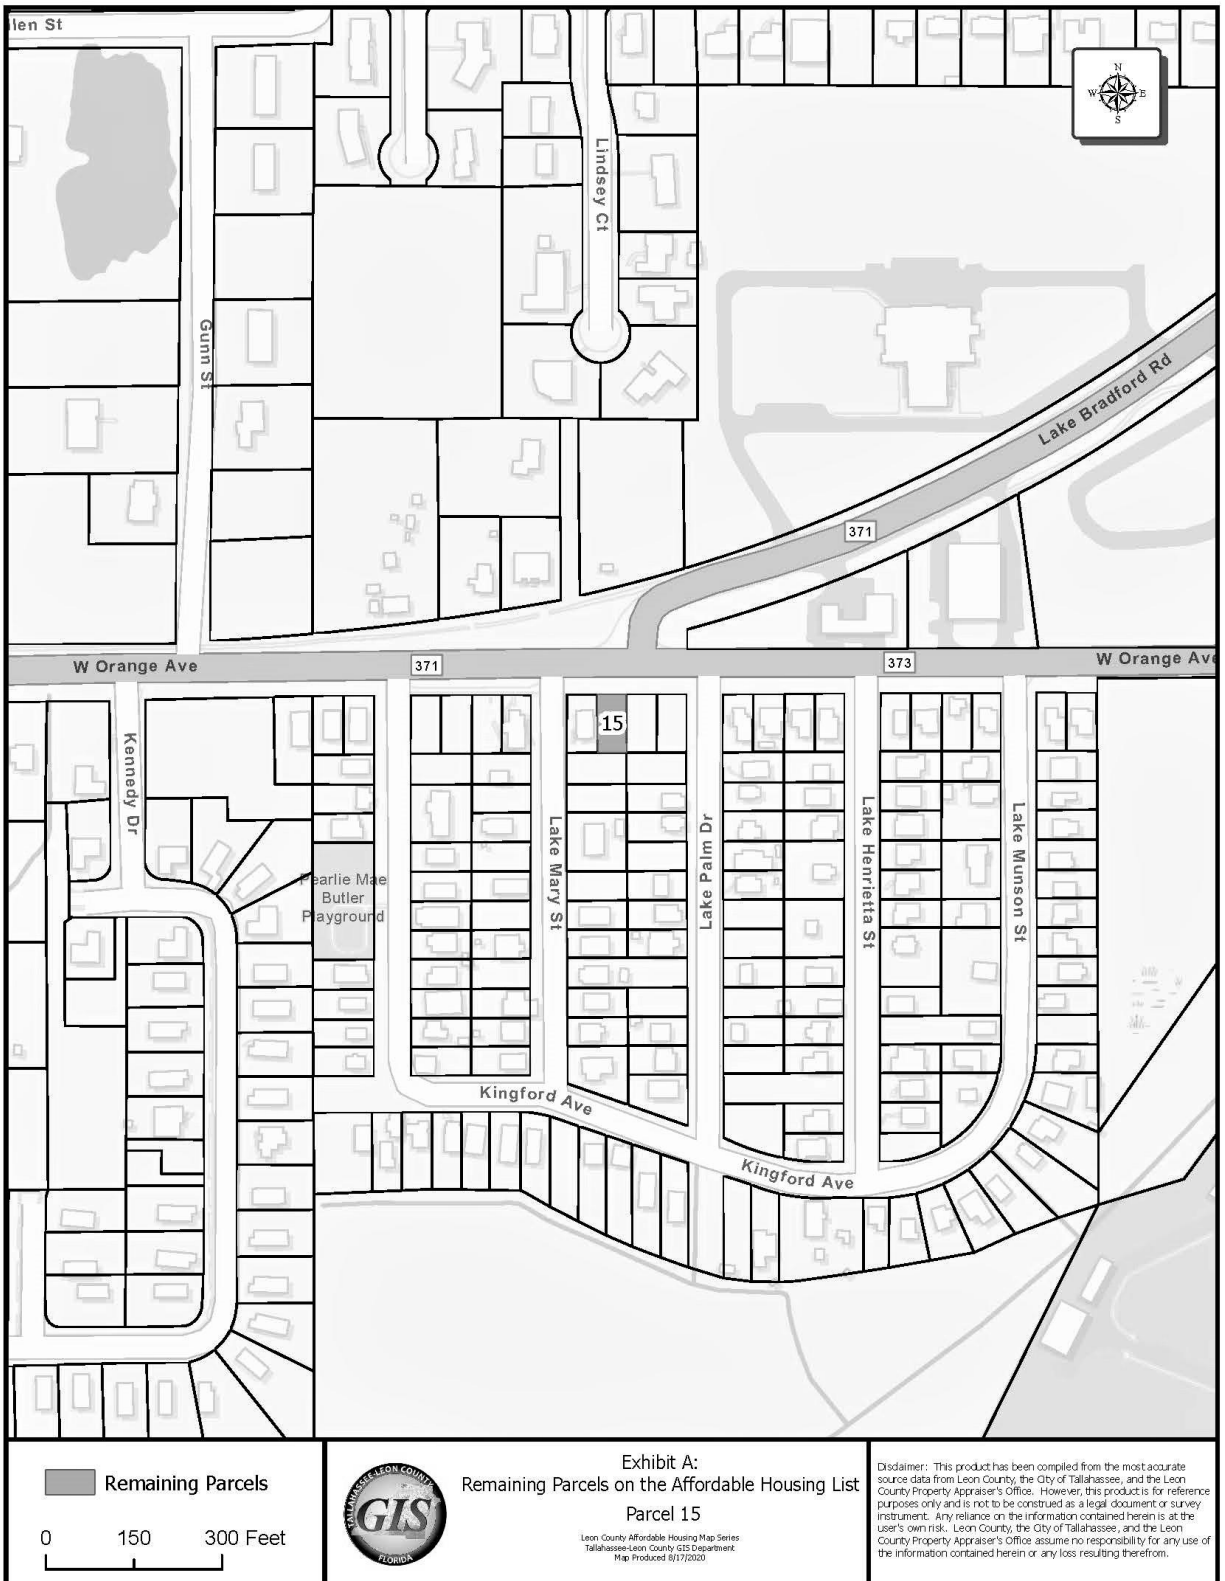 llen St
N
W E
S
Lindsey Ct
Gunn St
Lake Bradford Rd
371
W Orange Ave
371
373
W Orange Ave
15
Kennedy Dr
Lake Mary St
Lake Palm Dr
Lake Henrietta St
Lake Munson St
Pearlie Mae
Butler
Playground
Kingford Ave
Kingford Ave
Remaining Parcels
0 150 300 Feet
TALLAHASSEE-LEON COUNTY
GIS
FLORIDA
Exhibit A:
Remaining Parcels on the Affordable Housing List
Parcel 15
Leon County Affordable Housing Map Series
Tallahassee-Leon County GIS Department
Map Produced 8/17/2020
Disclaimer: This product has been compiled from the most accurate
source data from Leon County, the City of Tallahassee, and the Leon
County Property Appraiser's Office. However, this product is for reference
purposes only and is not to be construed as a legal document or survey
instrument. Any reliance on the information contained herein is at the
user's own risk. Leon County, the City of Tallahassee, and the Leon
County Property Appraiser's Office assume no responsibility for any use of
the information contained herein or any loss resulting therefrom.